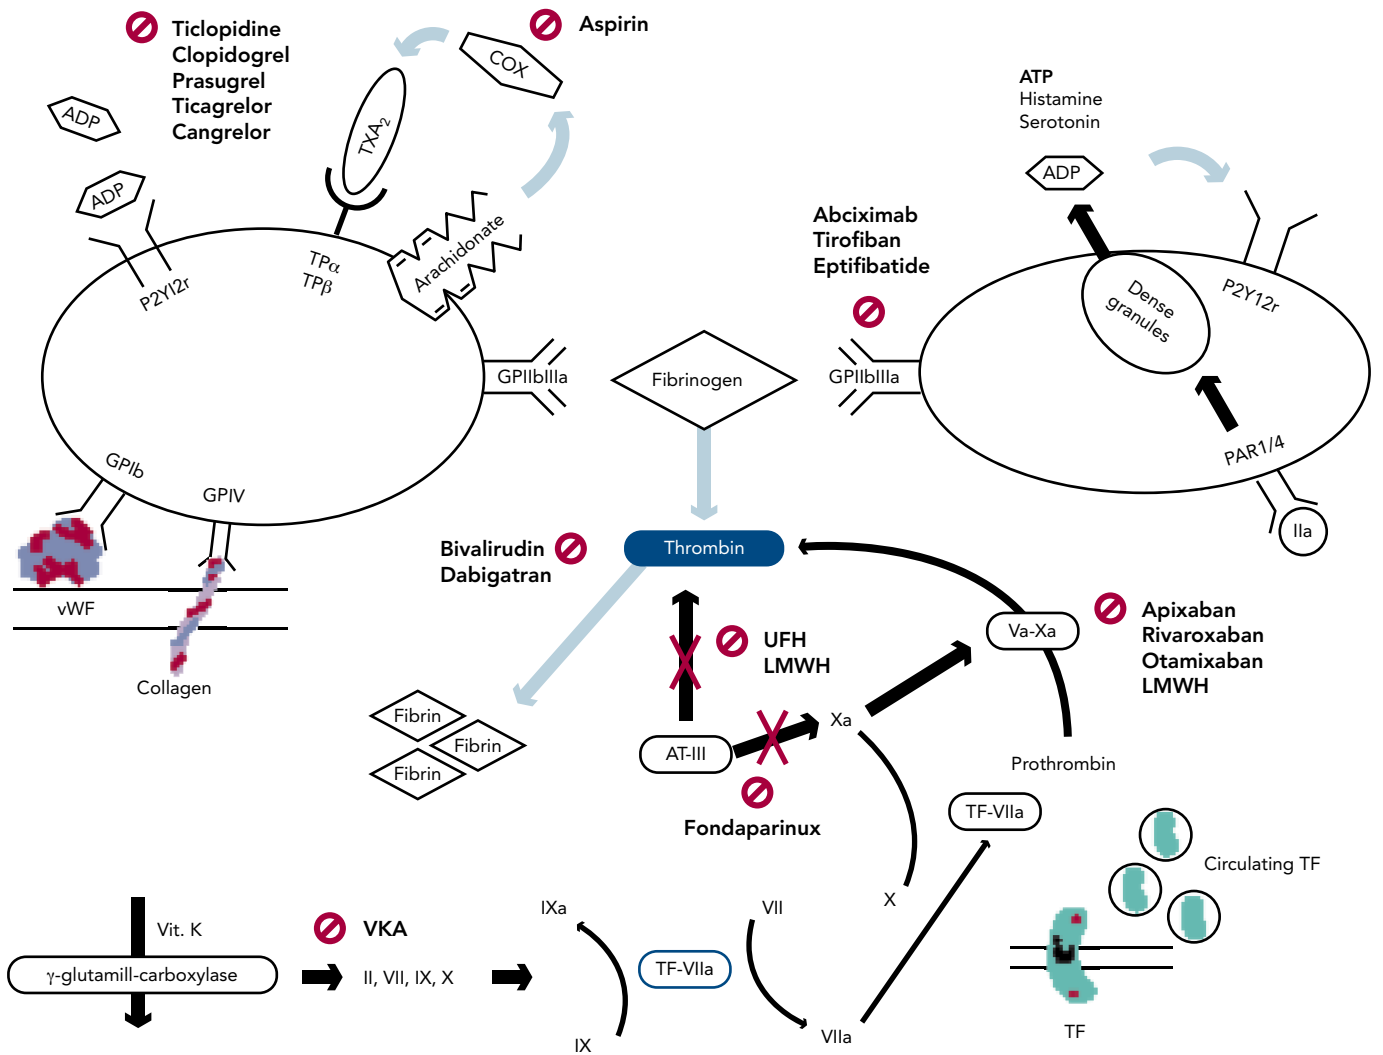 Ticlopidine
Clopidogrel
Prasugrel
Ticagrelor
Cangrelor
Aspirin
COX
ADP
TXA2
ADP
Arachidonate
TPα
TPβ
P2YI2r
GPIIbIIIa
GPIb
GPIV
vWF
Collagen
ATP
Histamine
Serotonin
ADP
Abciximab
Tirofiban
Eptifibatide
Dense
granules
P2Y12r
Fibrinogen
GPIIbIIIa
PAR1/4
IIa
Bivalirudin
Dabigatran
Thrombin
UFH
LMWH
Va-Xa
Apixaban
Rivaroxaban
Otamixaban
LMWH
Fibrin
Fibrin
Fibrin
AT-III
Xa
Prothrombin
Fondaparinux
TF-VIIa
Circulating TF
X
Vit. K
VKA
IXa
VII
γ-glutamill-carboxylase
II, VII, IX, X
TF-VIIa
IX
VIIa
TF